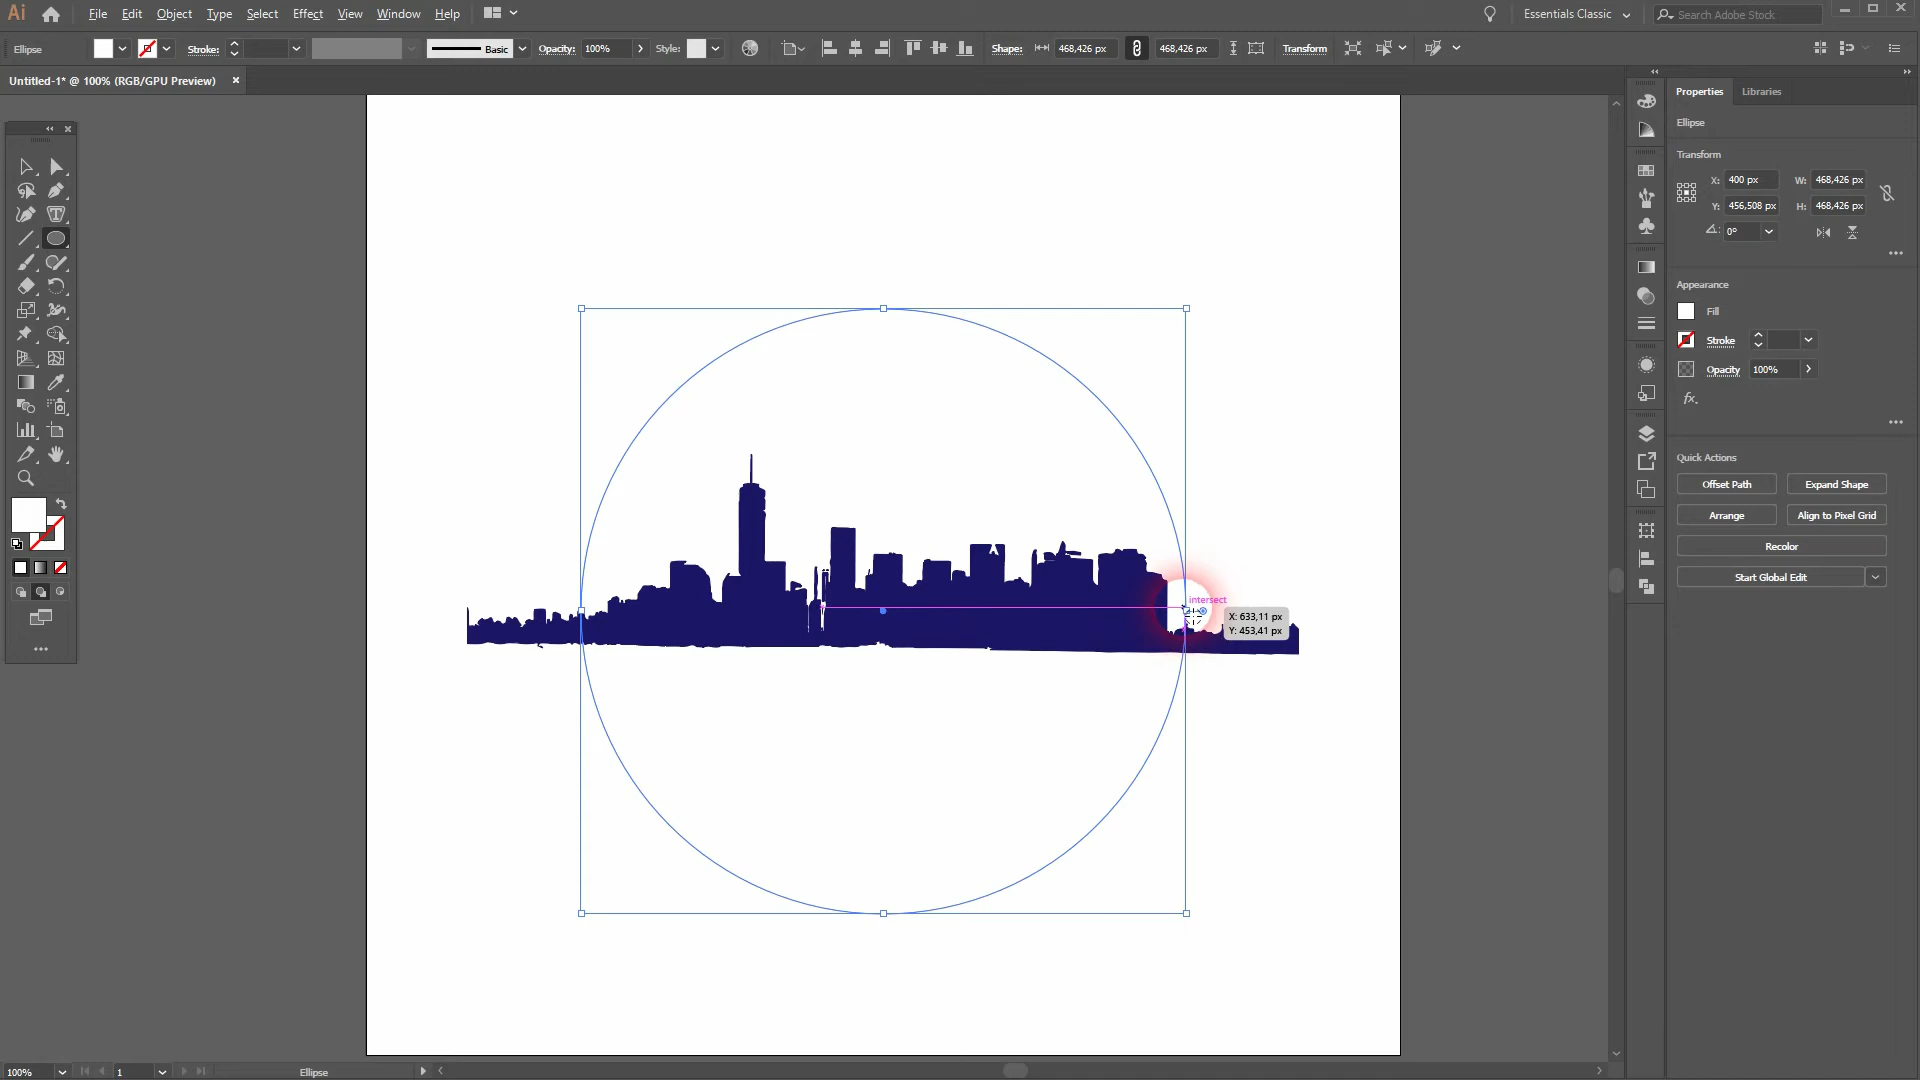 Ai File Edit Object Type Select Effect View Window Help Essentials Classic Search Adobe Stock
Ellipse Stroke: Basic Opacity: 100% Style: Shape: 468,426 px 468,426 px Transform
Untitled-1* @ 100% (RGB/GPU Preview)
Properties Libraries
Ellipse
Transform
X: 400 px W: 468,426 px
Y: 456,508 px H: 468,426 px
0°
Appearance
Fill
Stroke
Opacity 100%
fx.
Quick Actions
Offset Path Expand Shape
Arrange Align to Pixel Grid
Recolor
Start Global Edit
intersect
X: 633,11 px
Y: 453,41 px
100% 1 Ellipse